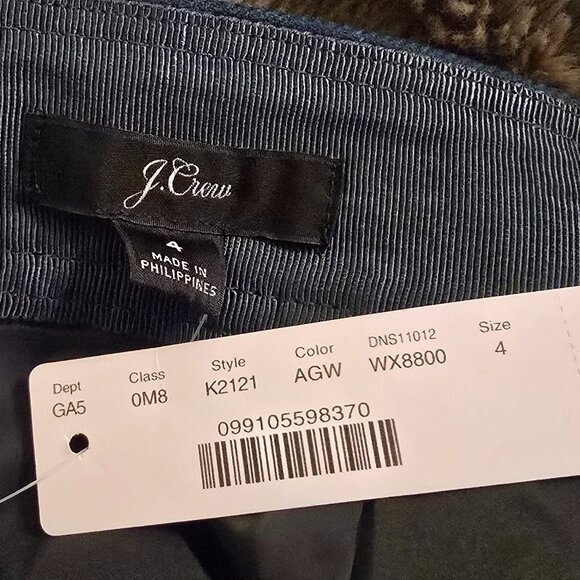 J.Crew
4
MADE IN
PHILIPPINES
Dept Class Style Color DNS11012 Size
GA5 0M8 K2121 AGW WX8800 4
099105598370